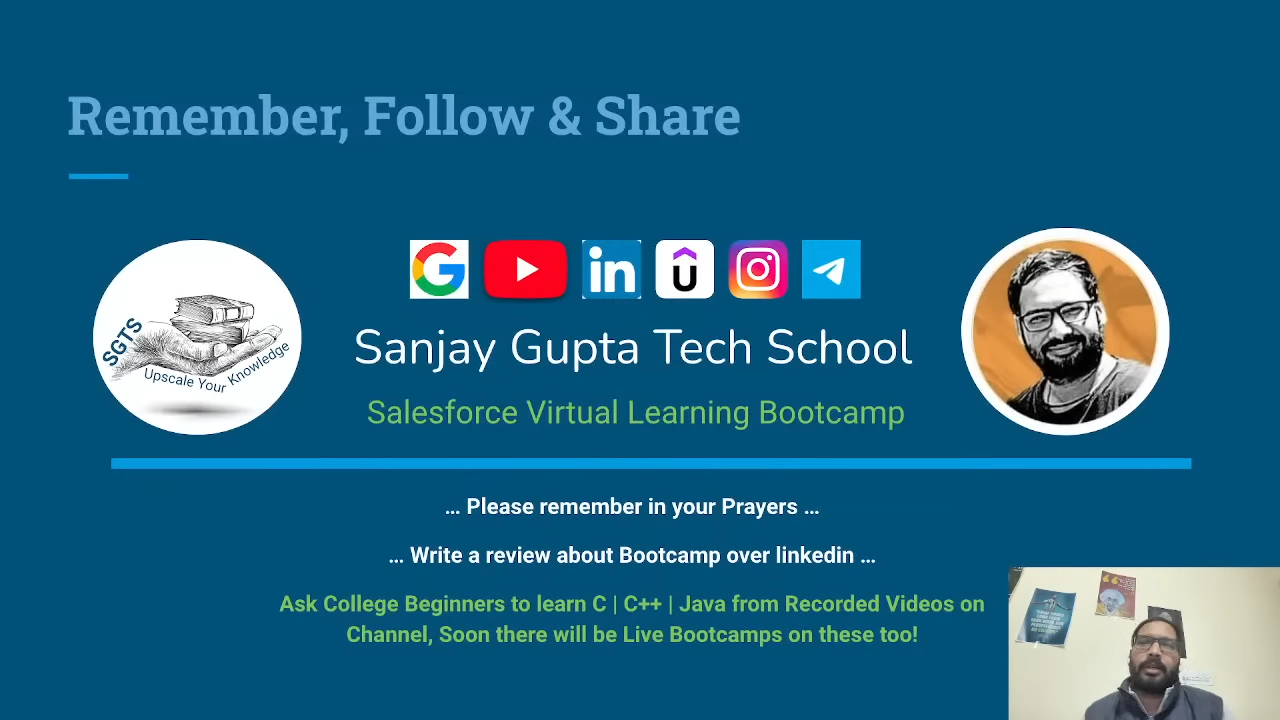 Remember, Follow & Share
SGTS
Upscale Your Knowledge
Sanjay Gupta Tech School
Salesforce Virtual Learning Bootcamp
... Please remember in your Prayers ...
... Write a review about Bootcamp over linkedin ...
Ask College Beginners to learn C | C++ | Java from Recorded Videos on
Channel, Soon there will be Live Bootcamps on these too!